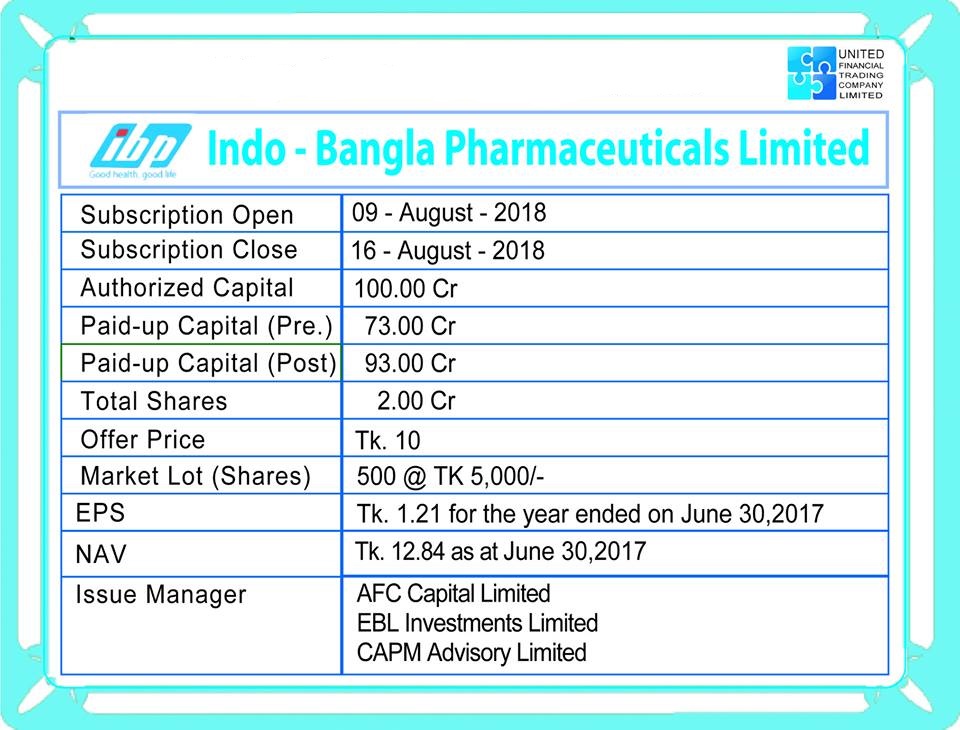 UNITED
FINANCIAL
TRADING
COMPANY
LIMITED
ibp
Good health. good life
Indo - Bangla Pharmaceuticals Limited
Subscription Open 09 - August - 2018
Subscription Close 16 - August - 2018
Authorized Capital 100.00 Cr
Paid-up Capital (Pre.) 73.00 Cr
Paid-up Capital (Post) 93.00 Cr
Total Shares 2.00 Cr
Offer Price Tk. 10
Market Lot (Shares) 500 @ TK 5,000/-
EPS Tk. 1.21 for the year ended on June 30,2017
NAV Tk. 12.84 as at June 30,2017
Issue Manager AFC Capital Limited
EBL Investments Limited
CAPM Advisory Limited